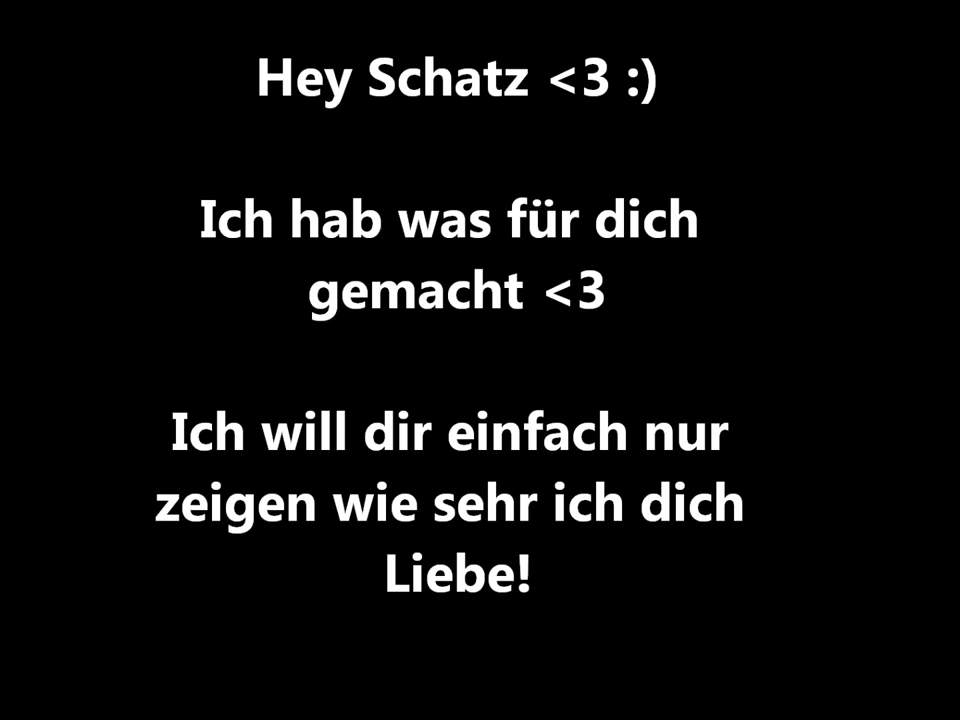 Hey Schatz <3 :)
Ich hab was für dich
gemacht <3
Ich will dir einfach nur
zeigen wie sehr ich dich
Liebe!